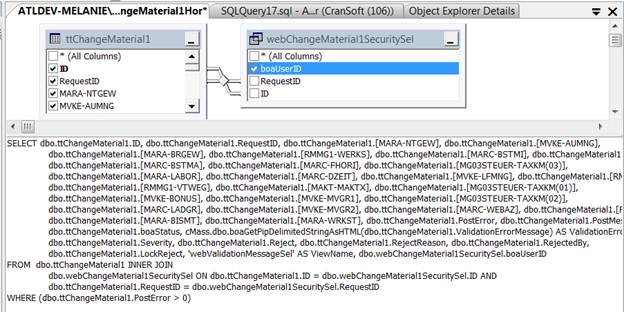 ATLDEV-MELANIE\...ngeMaterial1Hor*
SQLQuery17.sql - A...r (CranSoft (106))
Object Explorer Details
ttChangeMaterial1
* (All Columns)
ID
RequestID
MARA-NTGEW
MVKE-AUMNG
webChangeMaterial1SecuritySel
* (All Columns)
boaUserID
RequestID
ID
SELECT dbo.ttChangeMaterial1.ID, dbo.ttChangeMaterial1.RequestID, dbo.ttChangeMaterial1.[MARA-NTGEW], dbo.ttChangeMaterial1.[MVKE-AUMNG],
dbo.ttChangeMaterial1.[MARA-BRGEW], dbo.ttChangeMaterial1.[RMMG1-WERKS], dbo.ttChangeMaterial1.[MARC-BSTMI], dbo.ttChangeMaterial1
dbo.ttChangeMaterial1.[MARC-BSTMA], dbo.ttChangeMaterial1.[MARC-FHORI], dbo.ttChangeMaterial1.[MG03STEUER-TAXKM(03)],
dbo.ttChangeMaterial1.[MARA-LABOR], dbo.ttChangeMaterial1.[MARC-DZEIT], dbo.ttChangeMaterial1.[MVKE-LFMNG], dbo.ttChangeMaterial1.[RM
dbo.ttChangeMaterial1.[RMMG1-VTWEG], dbo.ttChangeMaterial1.[MAKT-MAKTX], dbo.ttChangeMaterial1.[MG03STEUER-TAXKM(01)],
dbo.ttChangeMaterial1.[MVKE-BONUS], dbo.ttChangeMaterial1.[MVKE-MVGR1], dbo.ttChangeMaterial1.[MG03STEUER-TAXKM(02)],
dbo.ttChangeMaterial1.[MARC-LADGR], dbo.ttChangeMaterial1.[MVKE-MVGR2], dbo.ttChangeMaterial1.[MARC-WEBAZ], dbo.ttChangeMaterial1.[
dbo.ttChangeMaterial1.[MARA-BISMT], dbo.ttChangeMaterial1.[MARA-WRKST], dbo.ttChangeMaterial1.PostError, dbo.ttChangeMaterial1.PostMes
dbo.ttChangeMaterial1.boaStatus, cMass.dbo.boaGetPipDelimitedStringAsHTML(dbo.ttChangeMaterial1.ValidationErrorMessage) AS ValidationErro
dbo.ttChangeMaterial1.Severity, dbo.ttChangeMaterial1.Reject, dbo.ttChangeMaterial1.RejectReason, dbo.ttChangeMaterial1.RejectedBy,
dbo.ttChangeMaterial1.LockReject, 'webValidationMessageSel' AS ViewName, dbo.webChangeMaterial1SecuritySel.boaUserID
FROM dbo.ttChangeMaterial1 INNER JOIN
dbo.webChangeMaterial1SecuritySel ON dbo.ttChangeMaterial1.ID = dbo.webChangeMaterial1SecuritySel.ID AND
dbo.ttChangeMaterial1.RequestID = dbo.webChangeMaterial1SecuritySel.RequestID
WHERE (dbo.ttChangeMaterial1.PostError > 0)